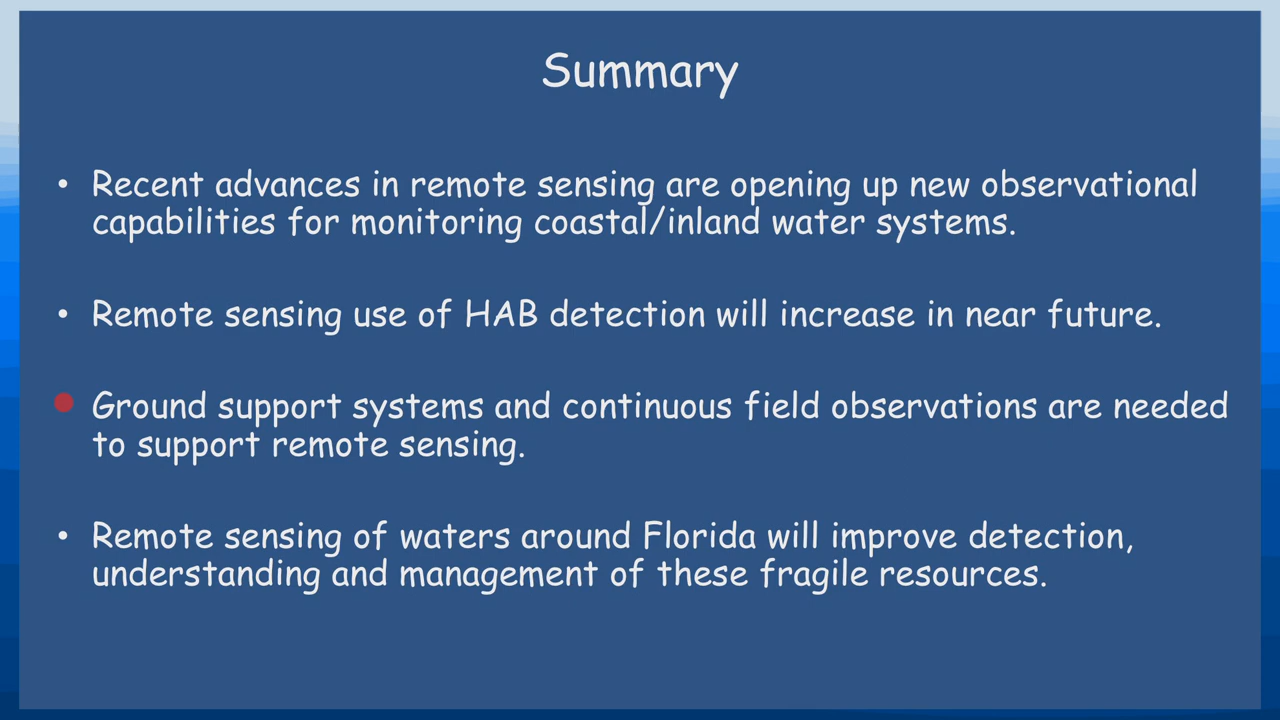 Summary
• Recent advances in remote sensing are opening up new observational
capabilities for monitoring coastal/inland water systems.
• Remote sensing use of HAB detection will increase in near future.
• Ground support systems and continuous field observations are needed
to support remote sensing.
• Remote sensing of waters around Florida will improve detection,
understanding and management of these fragile resources.